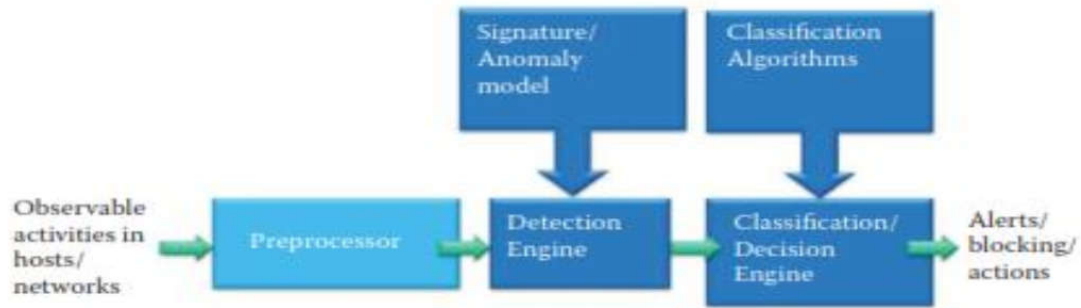 Signature/
Anomaly
model
Classification
Algorithms
Observable
activities in
hosts/
networks
Preprocessor
Detection
Engine
Classification/
Decision
Engine
Alerts/
blocking/
actions